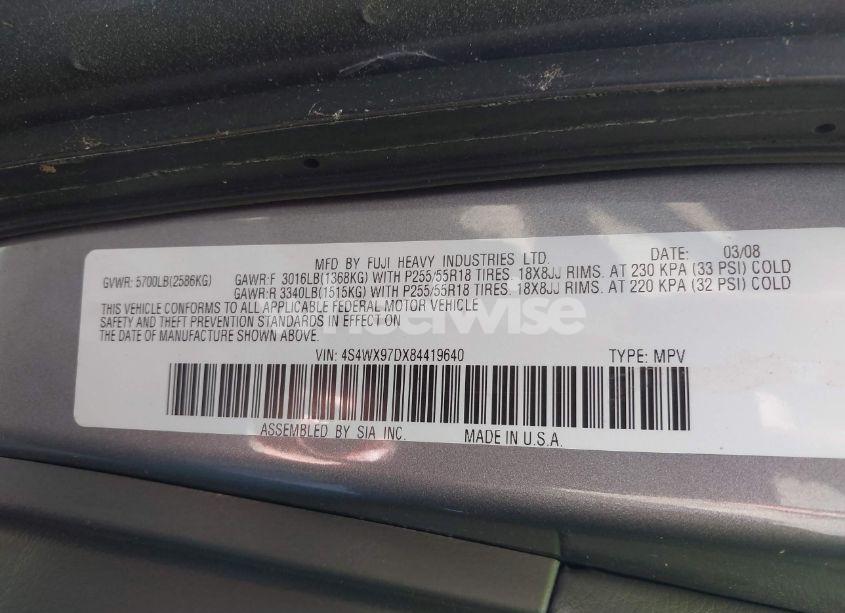 MFD BY FUJI HEAVY INDUSTRIES LTD. DATE: 03/08
GVWR: 5700LB(2586KG) GAWR:F 3016LB(1368KG) WITH P255/55R18 TIRES. 18X8JJ RIMS. AT 230 KPA (33 PSI) COLD
GAWR:R 3340LB(1515KG) WITH P255/55R18 TIRES. 18X8JJ RIMS. AT 220 KPA (32 PSI) COLD
THIS VEHICLE CONFORMS TO ALL APPLICABLE FEDERAL MOTOR VEHICLE
SAFETY AND THEFT PREVENTION STANDARDS IN EFFECT ON
THE DATE OF MANUFACTURE SHOWN ABOVE.
VIN: 4S4WX97DX84419640 TYPE: MPV
ASSEMBLED BY SIA INC. MADE IN U.S.A.